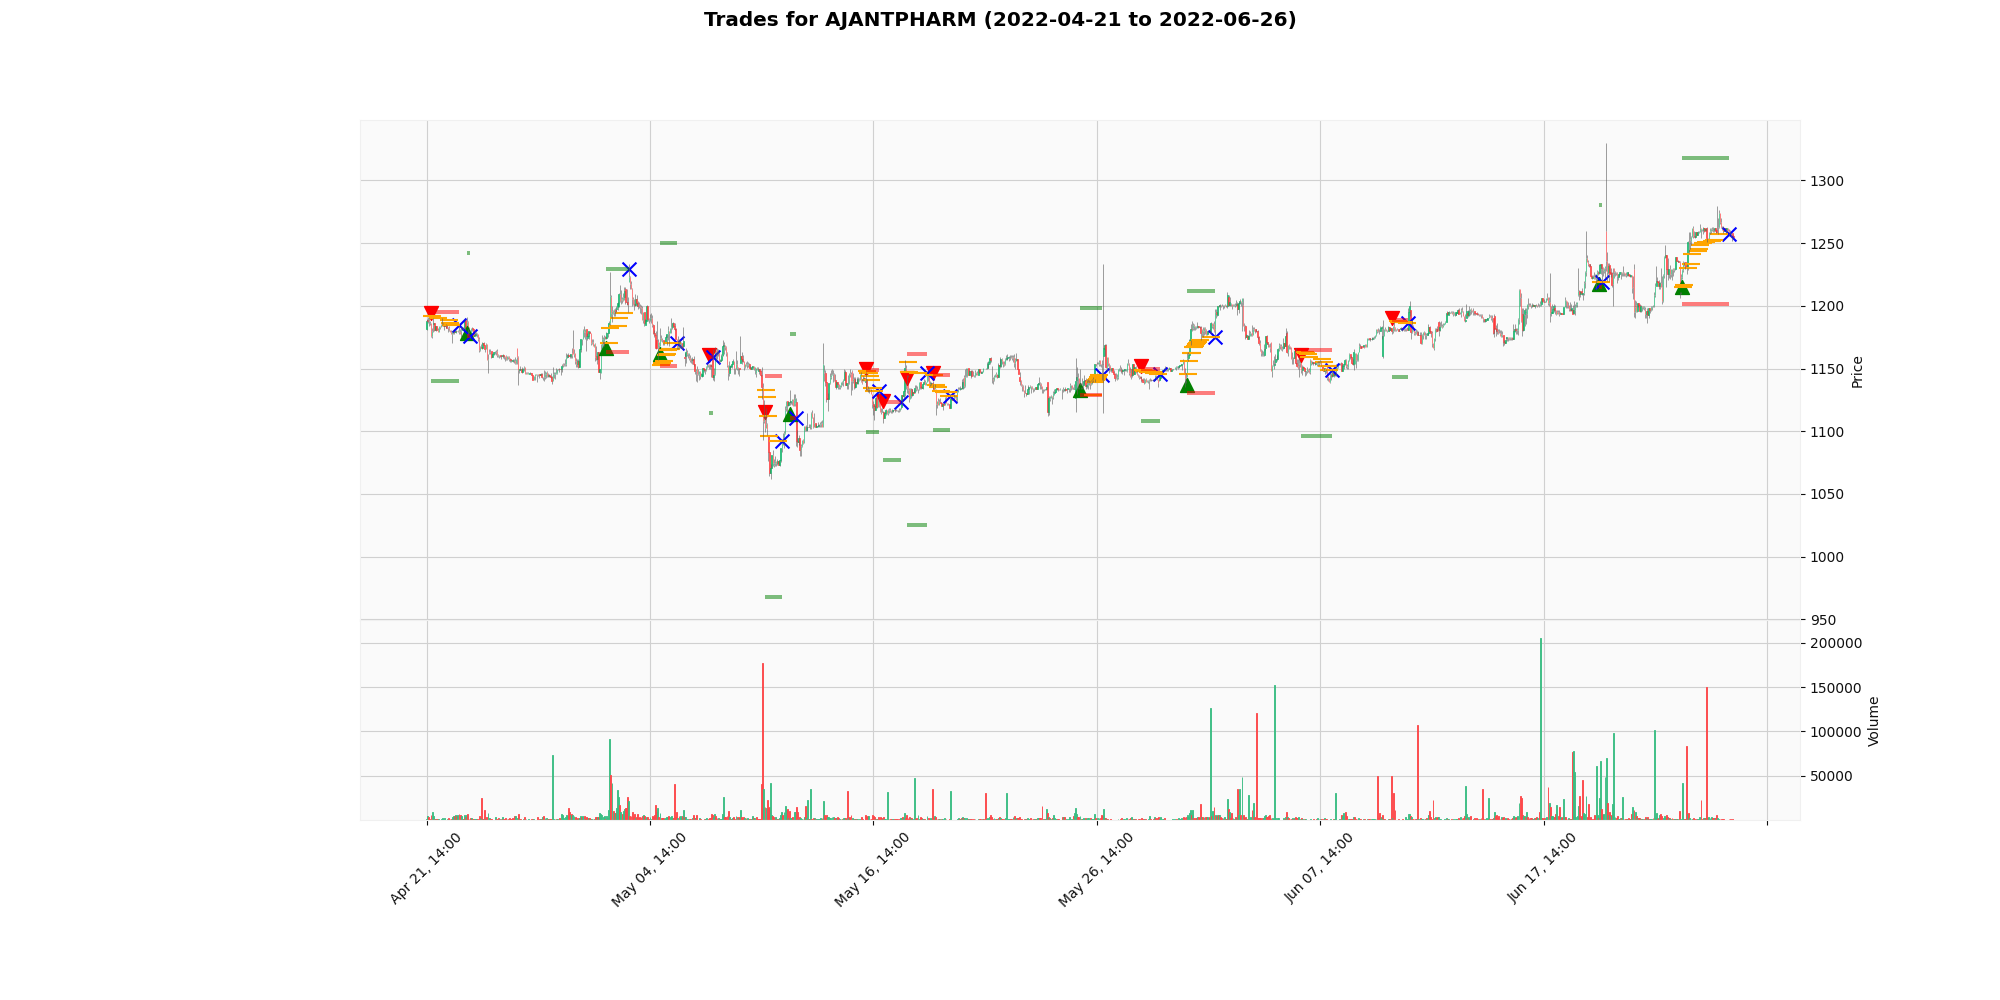 Trades for AJANTPHARM (2022-04-21 to 2022-06-26)
1300
1250
1200
1150
1100
1050
1000
950
Price
200000
150000
100000
50000
Volume
Apr 21, 14:00
May 04, 14:00
May 16, 14:00
May 26, 14:00
Jun 07, 14:00
Jun 17, 14:00